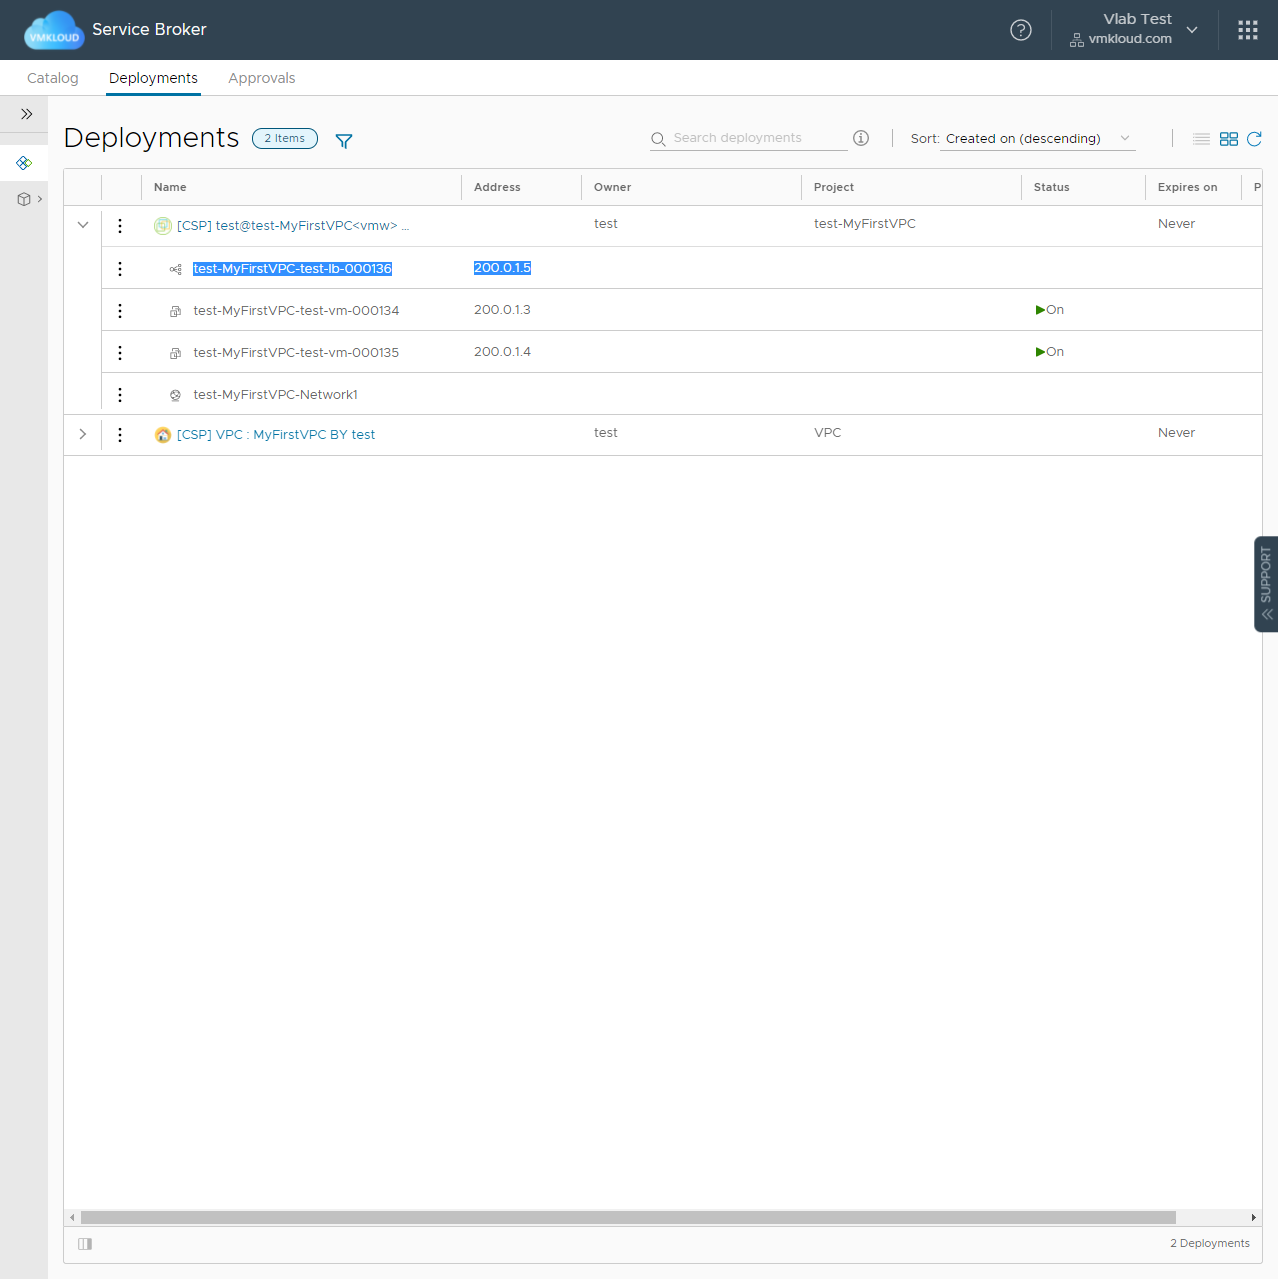 VMKLOUD Service Broker
Vlab Test
vmkloud.com
Catalog Deployments Approvals
Deployments 2 Items Search deployments Sort: Created on (descending)
Name Address Owner Project Status Expires on P
[CSP] test@test-MyFirstVPC<vmw> ... test test-MyFirstVPC Never
test-MyFirstVPC-test-lb-000136 200.0.1.5
test-MyFirstVPC-test-vm-000134 200.0.1.3 On
test-MyFirstVPC-test-vm-000135 200.0.1.4 On
test-MyFirstVPC-Network1
[CSP] VPC : MyFirstVPC BY test test VPC Never
SUPPORT
2 Deployments